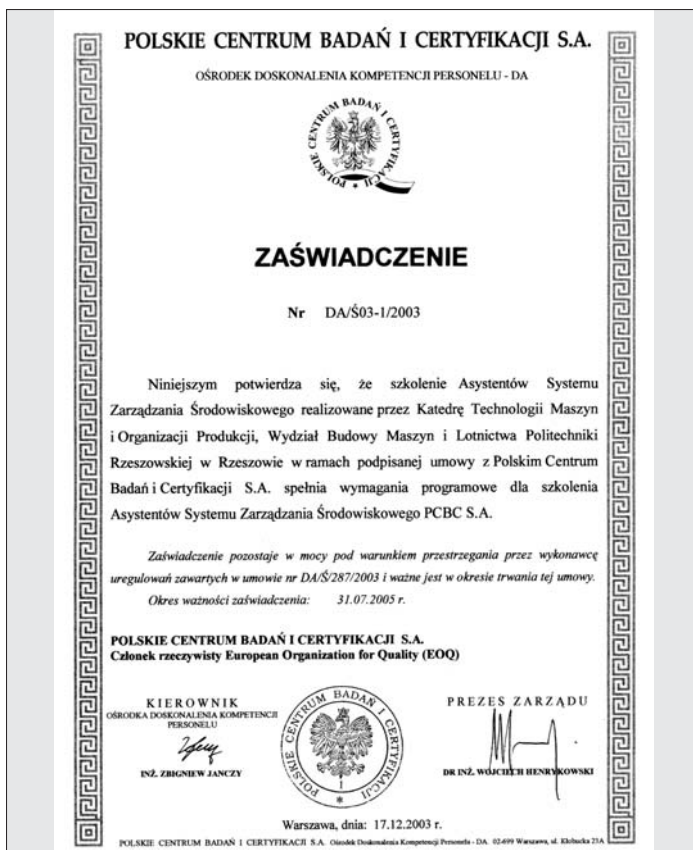 POLSKIE CENTRUM BADAŃ I CERTYFIKACJI S.A.
OŚRODEK DOSKONALENIA KOMPETENCJI PERSONELU - DA
POLSKIE CENTRUM BADAŃ I CERTYFIKACJI
ZAŚWIADCZENIE
Nr DA/Ś03-1/2003
Niniejszym potwierdza się, że szkolenie Asystentów Systemu
Zarządzania Środowiskowego realizowane przez Katedrę Technologii Maszyn
i Organizacji Produkcji, Wydział Budowy Maszyn i Lotnictwa Politechniki
Rzeszowskiej w Rzeszowie w ramach podpisanej umowy z Polskim Centrum
Badań i Certyfikacji S.A. spełnia wymagania programowe dla szkolenia
Asystentów Systemu Zarządzania Środowiskowego PCBC S.A.
Zaświadczenie pozostaje w mocy pod warunkiem przestrzegania przez wykonawcę
uregulowań zawartych w umowie nr DA/Ś/287/2003 i ważne jest w okresie trwania tej umowy.
Okres ważności zaświadczenia: 31.07.2005 r.
POLSKIE CENTRUM BADAŃ I CERTYFIKACJI S.A.
Członek rzeczywisty European Organization for Quality (EOQ)
KIEROWNIK
OŚRODKA DOSKONALENIA KOMPETENCJI
PERSONELU
INŻ. ZBIGNIEW JANCZY
POLSKIE CENTRUM BADAŃ I CERTYFIKACJI
1
PREZES ZARZĄDU
DR INŻ. WOJCIECH HENRYKOWSKI
Warszawa, dnia: 17.12.2003 r.
POLSKIE CENTRUM BADAŃ I CERTYFIKACJI S.A. Ośrodek Doskonalenia Kompetencji Personelu - DA. 02-699 Warszawa, ul. Kłobucka 23A